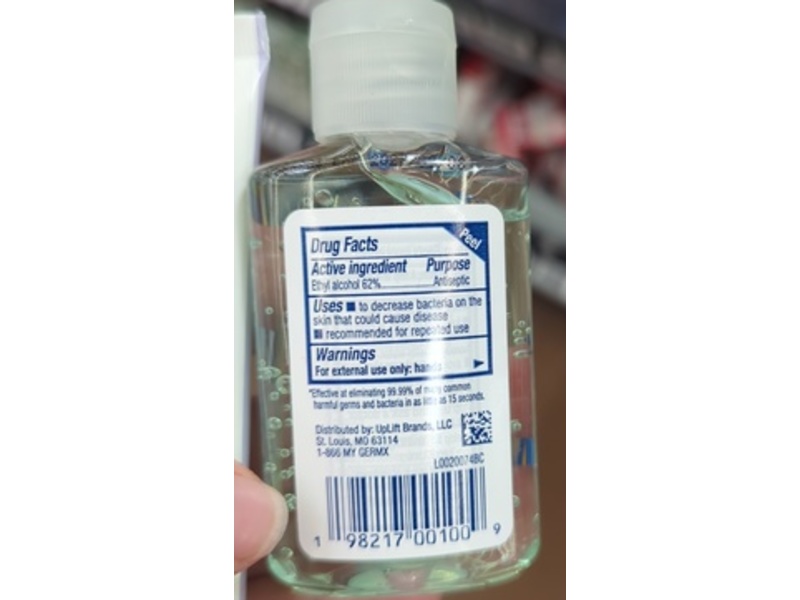 Peel
Drug Facts
Active ingredient Purpose
Ethyl alcohol 62% Antiseptic
Uses ■ to decrease bacteria on the
skin that could cause disease
■ recommended for repeated use
Warnings
For external use only: hands
*Effective at eliminating 99.99% of many common
harmful germs and bacteria in as little as 15 seconds.
Distributed by: UpLift Brands, LLC
St. Louis, MO 63114
1-866 MY GERMX
1 98217 00100 9